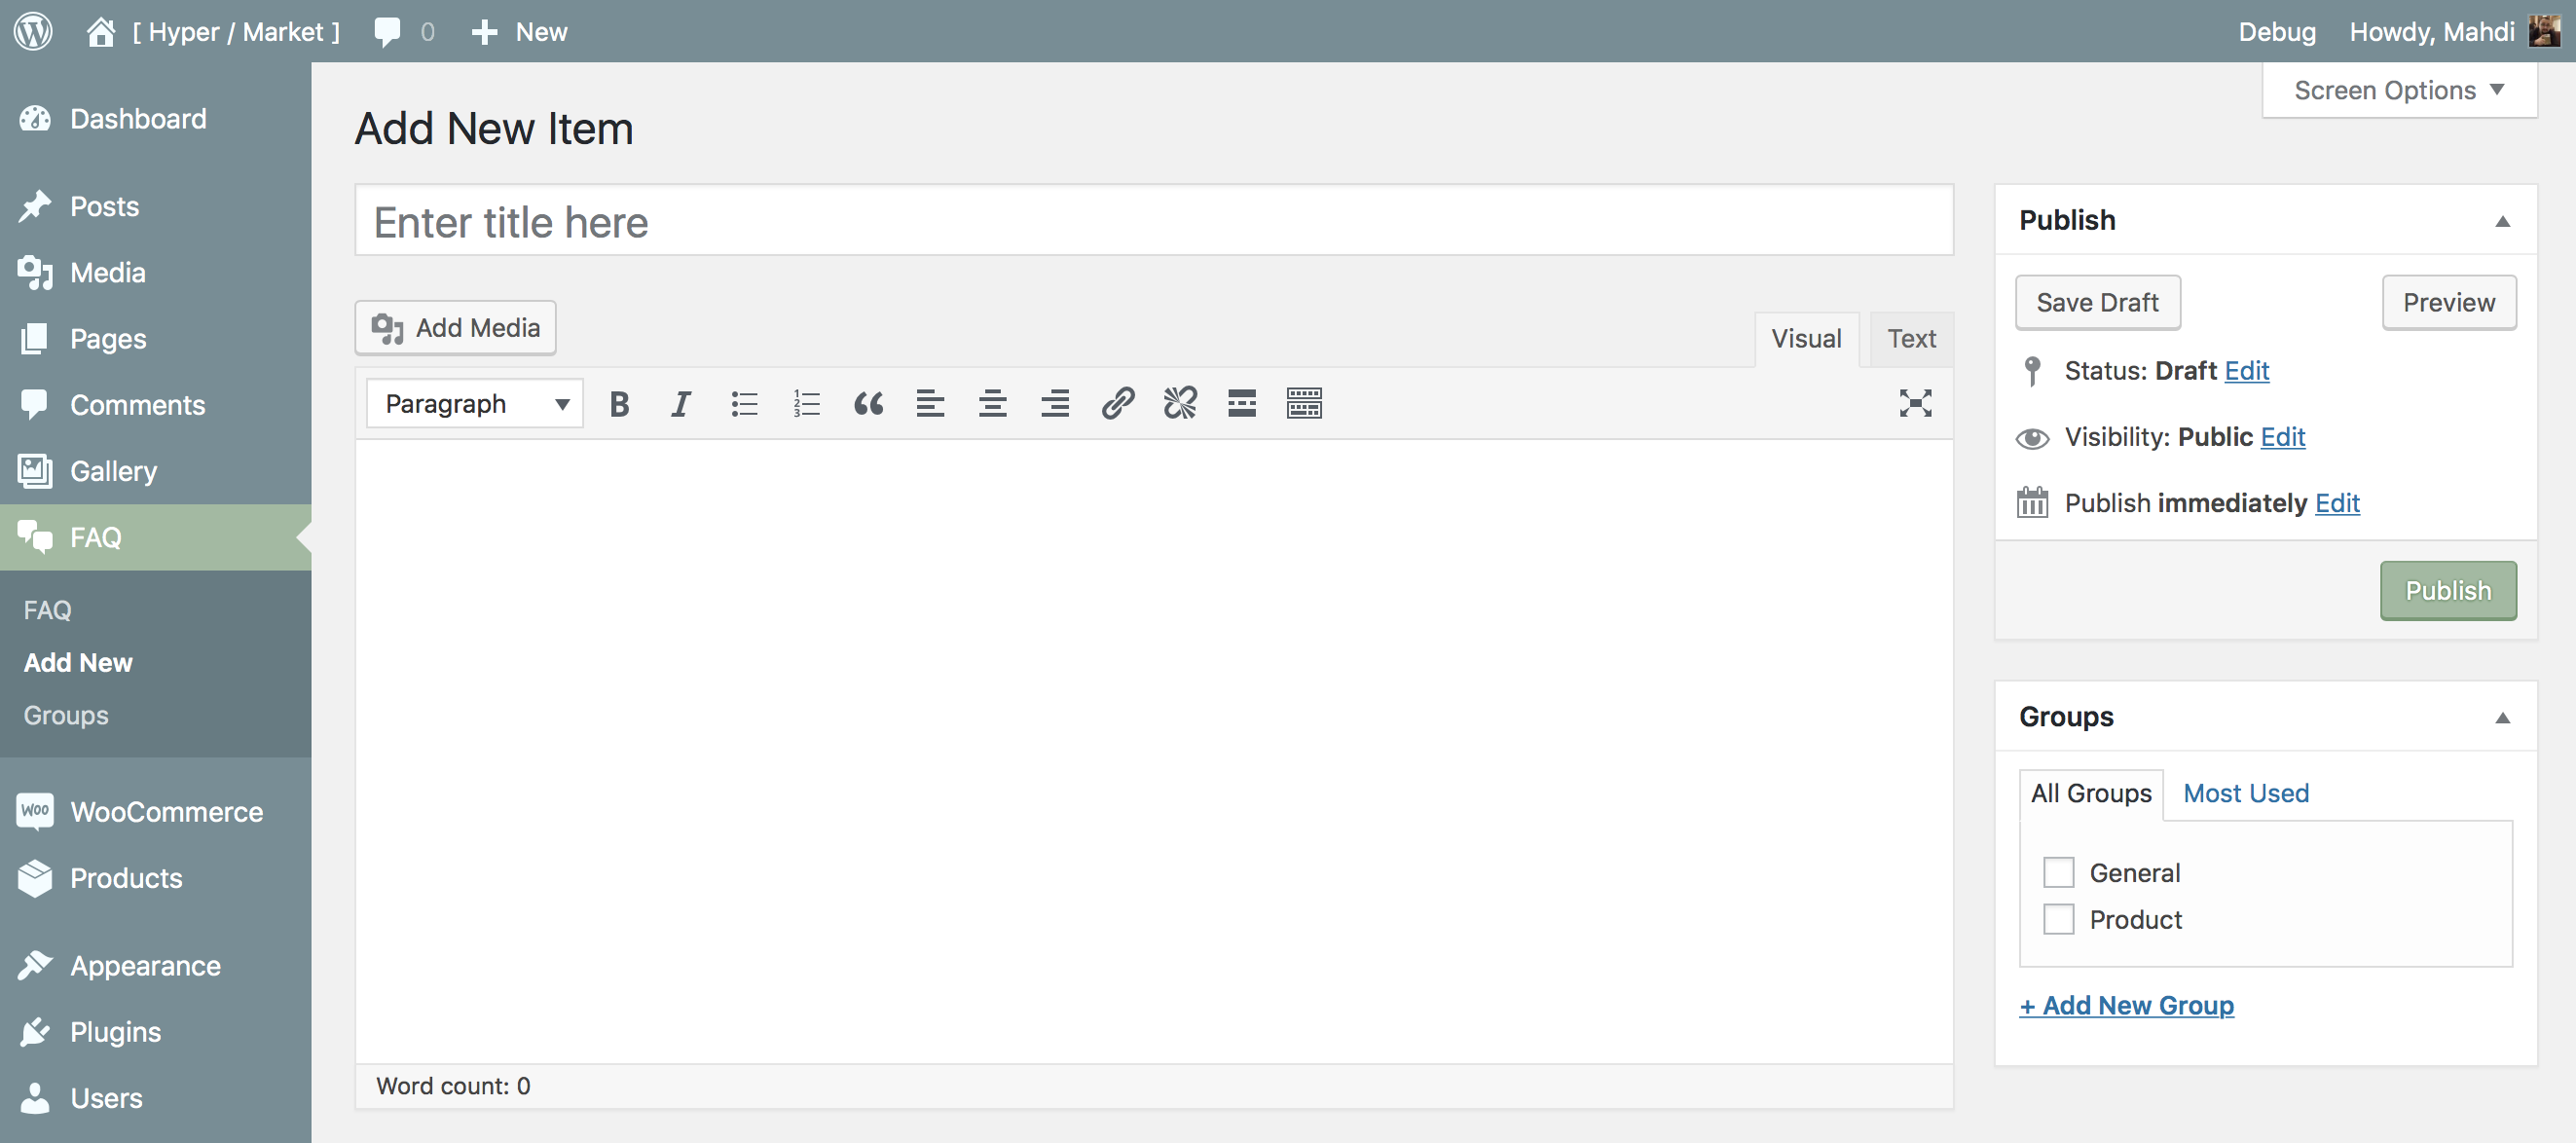 [ Hyper / Market ] 0 New Debug Howdy, Mahdi
Screen Options
Dashboard
Posts
Media
Pages
Comments
Gallery
FAQ
FAQ
Add New
Groups
WooCommerce
Products
Appearance
Plugins
Users
Add New Item
Enter title here
Add Media
Visual Text
Paragraph
Word count: 0
Publish
Save Draft Preview
Status: Draft Edit
Visibility: Public Edit
Publish immediately Edit
Publish
Groups
All Groups Most Used
General
Product
+ Add New Group